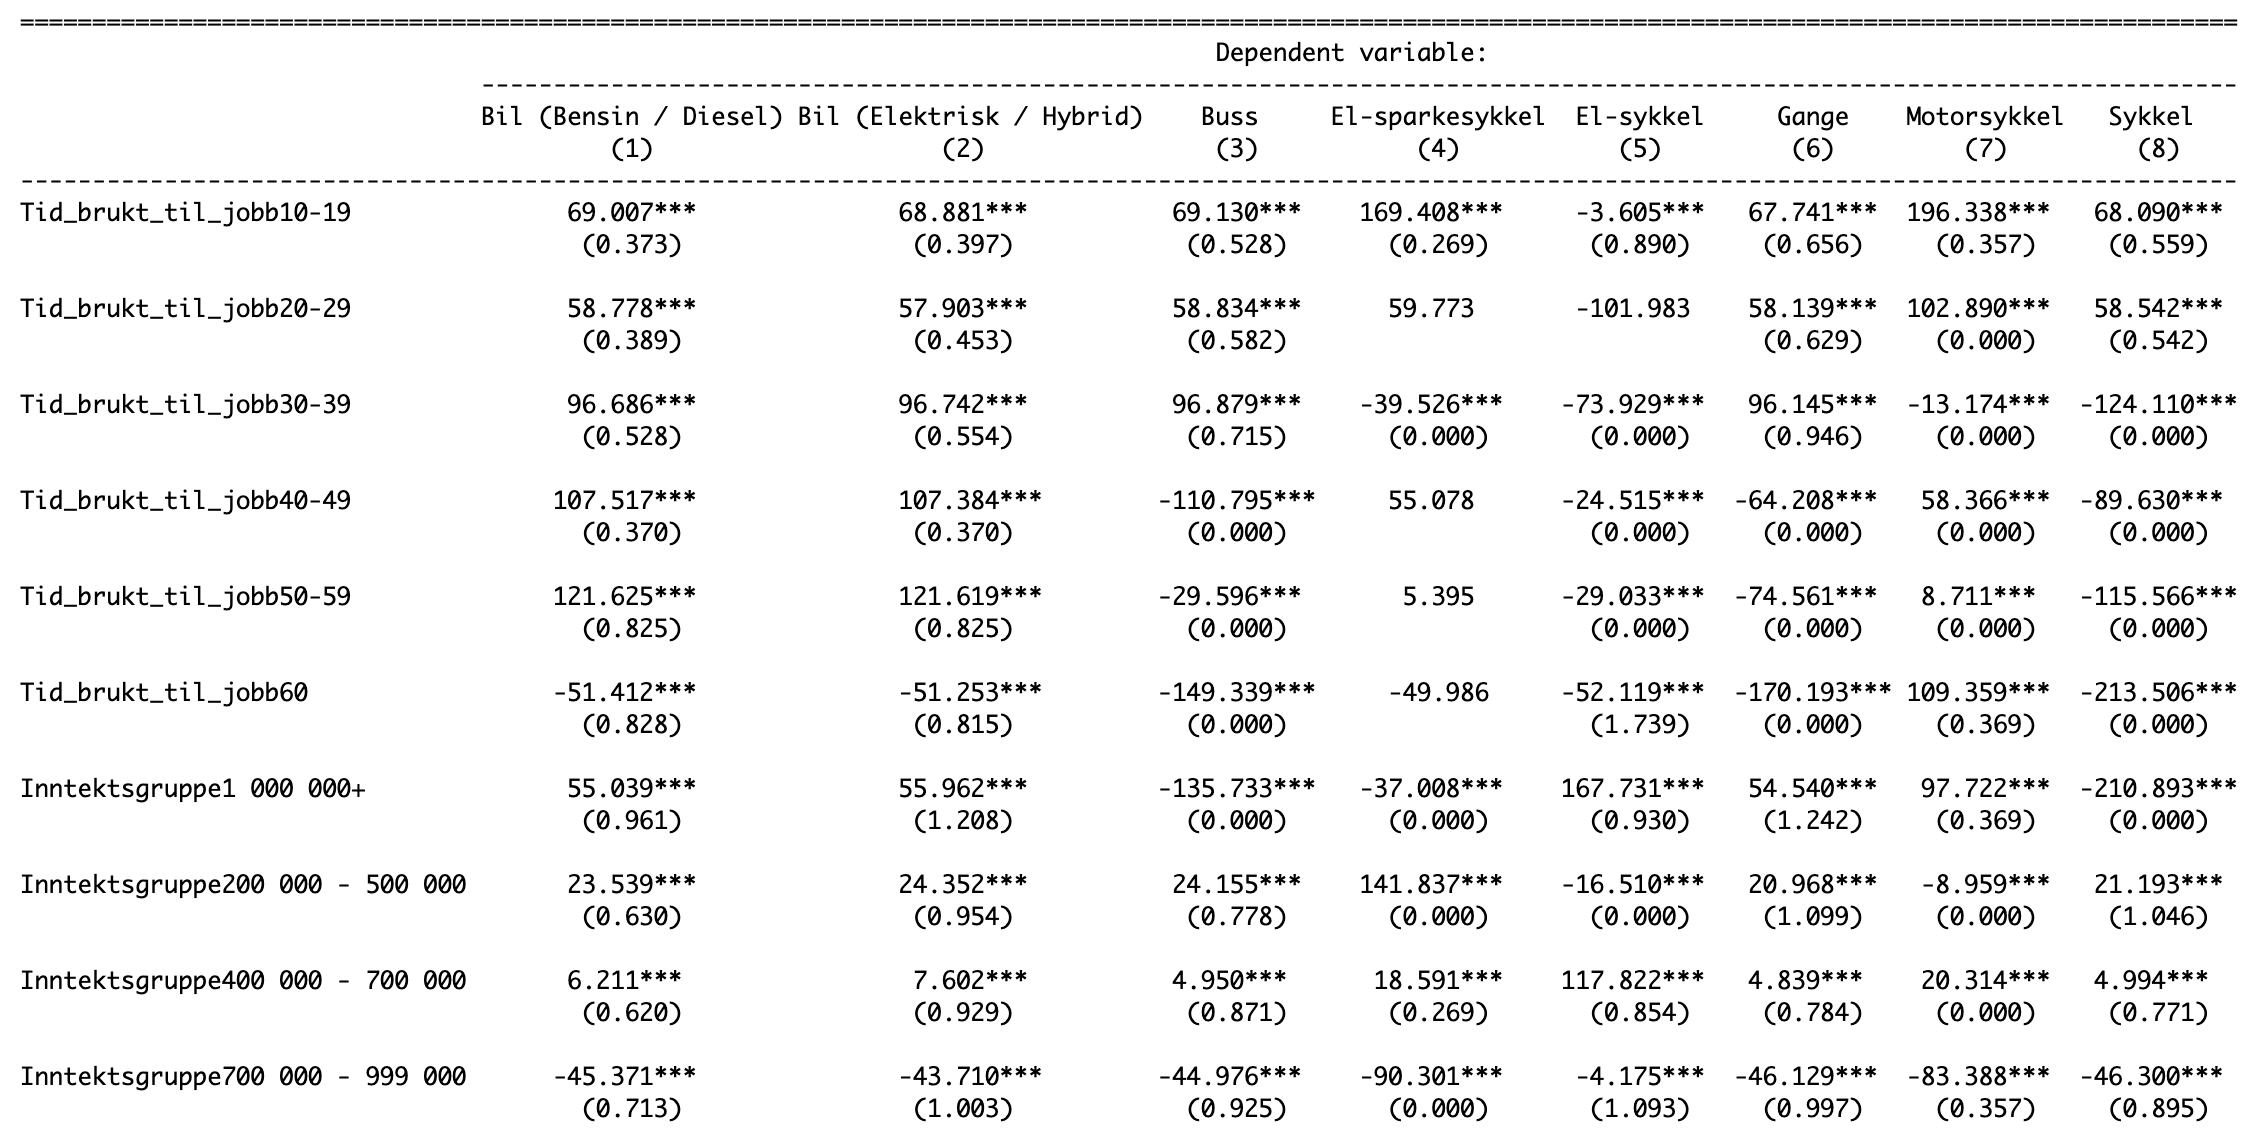 ==========================================================================================================================================================
Dependent variable:
--------------------------------------------------------------------------------------------------------------------------
Bil (Bensin / Diesel) Bil (Elektrisk / Hybrid) Buss El-sparkesykkel El-sykkel Gange Motorsykkel Sykkel
(1) (2) (3) (4) (5) (6) (7) (8)
----------------------------------------------------------------------------------------------------------------------------------------------------------
Tid_brukt_til_jobb10-19 69.007*** 68.881*** 69.130*** 169.408*** -3.605*** 67.741*** 196.338*** 68.090***
(0.373) (0.397) (0.528) (0.269) (0.890) (0.656) (0.357) (0.559)
Tid_brukt_til_jobb20-29 58.778*** 57.903*** 58.834*** 59.773 -101.983 58.139*** 102.890*** 58.542***
(0.389) (0.453) (0.582) (0.629) (0.000) (0.542)
Tid_brukt_til_jobb30-39 96.686*** 96.742*** 96.879*** -39.526*** -73.929*** 96.145*** -13.174*** -124.110***
(0.528) (0.554) (0.715) (0.000) (0.000) (0.946) (0.000) (0.000)
Tid_brukt_til_jobb40-49 107.517*** 107.384*** -110.795*** 55.078 -24.515*** -64.208*** 58.366*** -89.630***
(0.370) (0.370) (0.000) (0.000) (0.000) (0.000) (0.000)
Tid_brukt_til_jobb50-59 121.625*** 121.619*** -29.596*** 5.395 -29.033*** -74.561*** 8.711*** -115.566***
(0.825) (0.825) (0.000) (0.000) (0.000) (0.000) (0.000)
Tid_brukt_til_jobb60 -51.412*** -51.253*** -149.339*** -49.986 -52.119*** -170.193*** 109.359*** -213.506***
(0.828) (0.815) (0.000) (1.739) (0.000) (0.369) (0.000)
Inntektsgruppe1 000 000+ 55.039*** 55.962*** -135.733*** -37.008*** 167.731*** 54.540*** 97.722*** -210.893***
(0.961) (1.208) (0.000) (0.000) (0.930) (1.242) (0.369) (0.000)
Inntektsgruppe200 000 - 500 000 23.539*** 24.352*** 24.155*** 141.837*** -16.510*** 20.968*** -8.959*** 21.193***
(0.630) (0.954) (0.778) (0.000) (0.000) (1.099) (0.000) (1.046)
Inntektsgruppe400 000 - 700 000 6.211*** 7.602*** 4.950*** 18.591*** 117.822*** 4.839*** 20.314*** 4.994***
(0.620) (0.929) (0.871) (0.269) (0.854) (0.784) (0.000) (0.771)
Inntektsgruppe700 000 - 999 000 -45.371*** -43.710*** -44.976*** -90.301*** -4.175*** -46.129*** -83.388*** -46.300***
(0.713) (1.003) (0.925) (0.000) (1.093) (0.997) (0.357) (0.895)